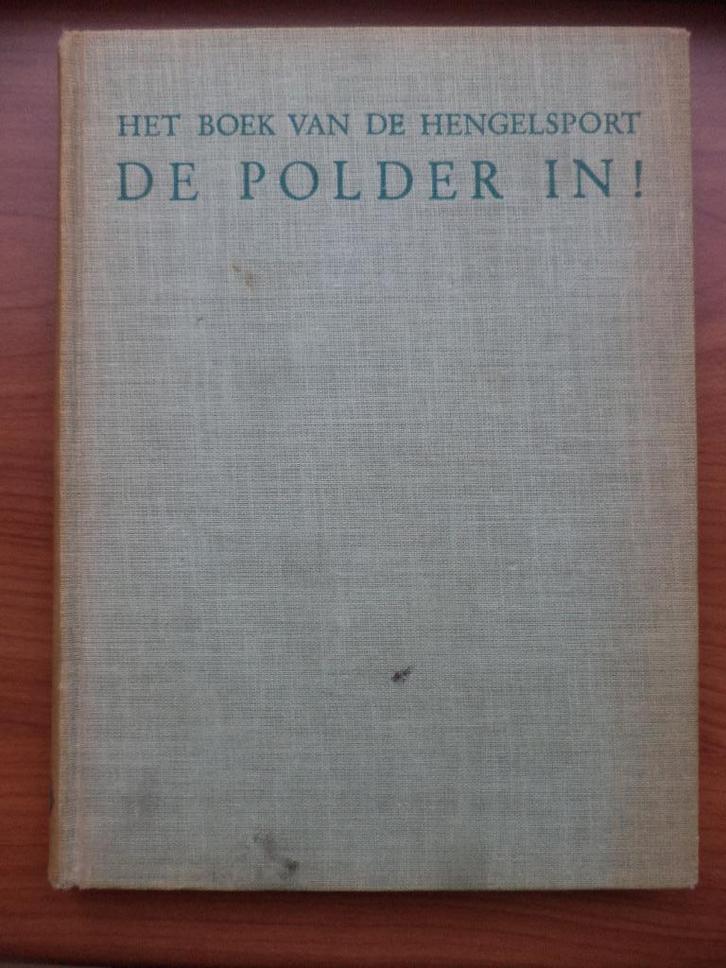 HET BOEK VAN DE HENGELSPORT
DE POLDER IN!